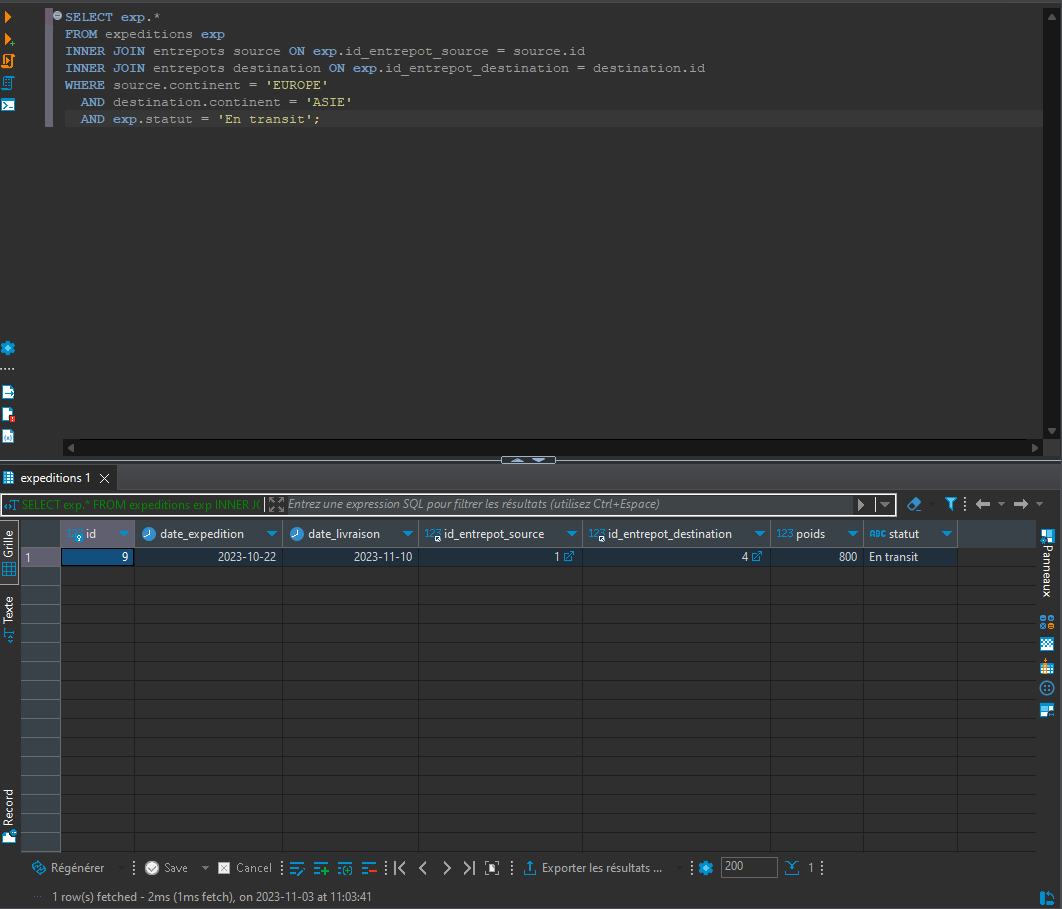 SELECT exp.*
FROM expeditions exp
INNER JOIN entrepots source ON exp.id_entrepot_source = source.id
INNER JOIN entrepots destination ON exp.id_entrepot_destination = destination.id
WHERE source.continent = 'EUROPE'
AND destination.continent = 'ASIE'
AND exp.statut = 'En transit';
expeditions 1
SELECT exp.* FROM expeditions exp INNER JO
Entrez une expression SQL pour filtrer les résultats (utilisez Ctrl+Espace)
Grille
Texte
Record
Panneaux
123 id date_expedition date_livraison 123 id_entrepot_source 123 id_entrepot_destination 123 poids ABC statut
1 9 2023-10-22 2023-11-10 1 4 800 En transit
Régénérer Save Cancel Exporter les résultats ... 200 1
1 row(s) fetched - 2ms (1ms fetch), on 2023-11-03 at 11:03:41